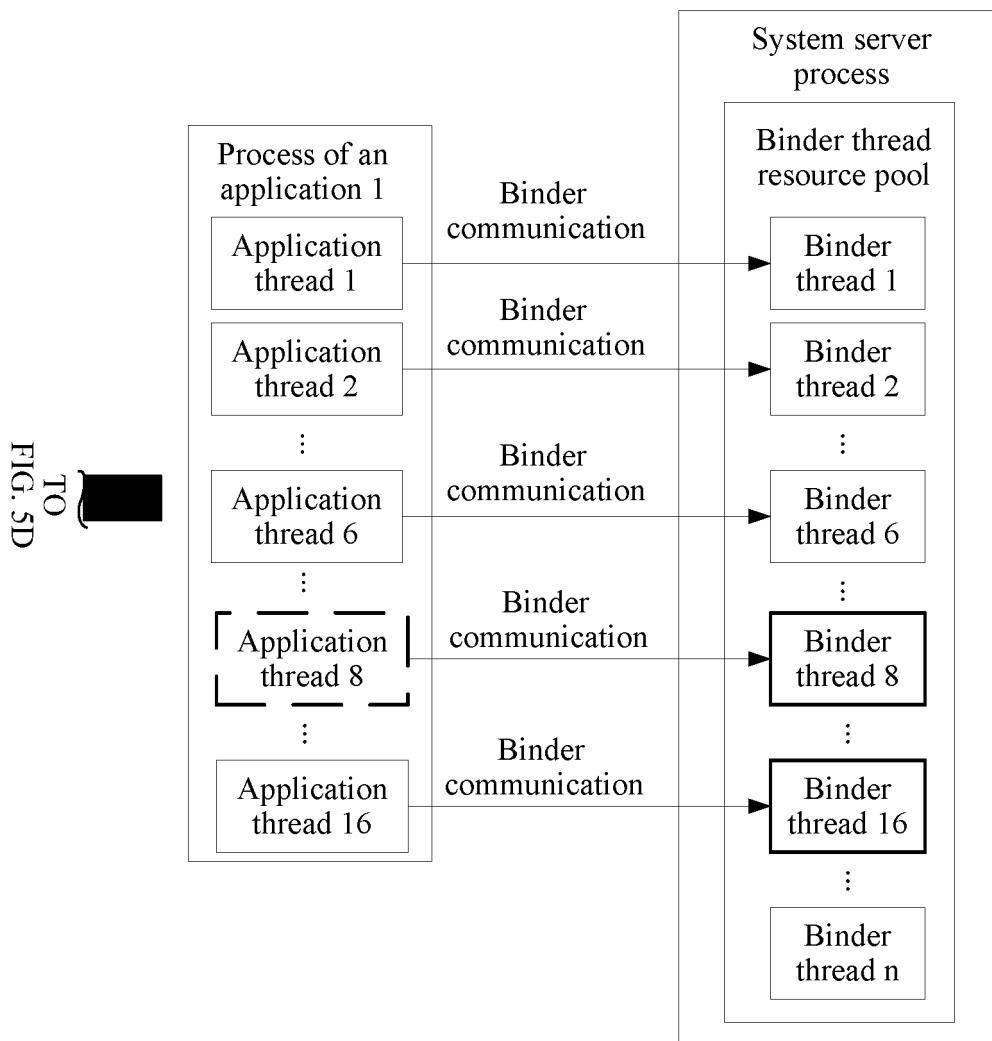 System server
process
Process of an
application 1
Binder thread
resource pool
Binder
communication
Application
thread 1
Binder
thread 1
Binder
communication
Application
thread 2
Binder
thread 2
⋮
⋮
Binder
communication
Application
thread 6
Binder
thread 6
⋮
⋮
Binder
communication
Application
thread 8
Binder
thread 8
⋮
⋮
Binder
communication
Application
thread 16
Binder
thread 16
⋮
Binder
thread n
TO
FIG. 5D